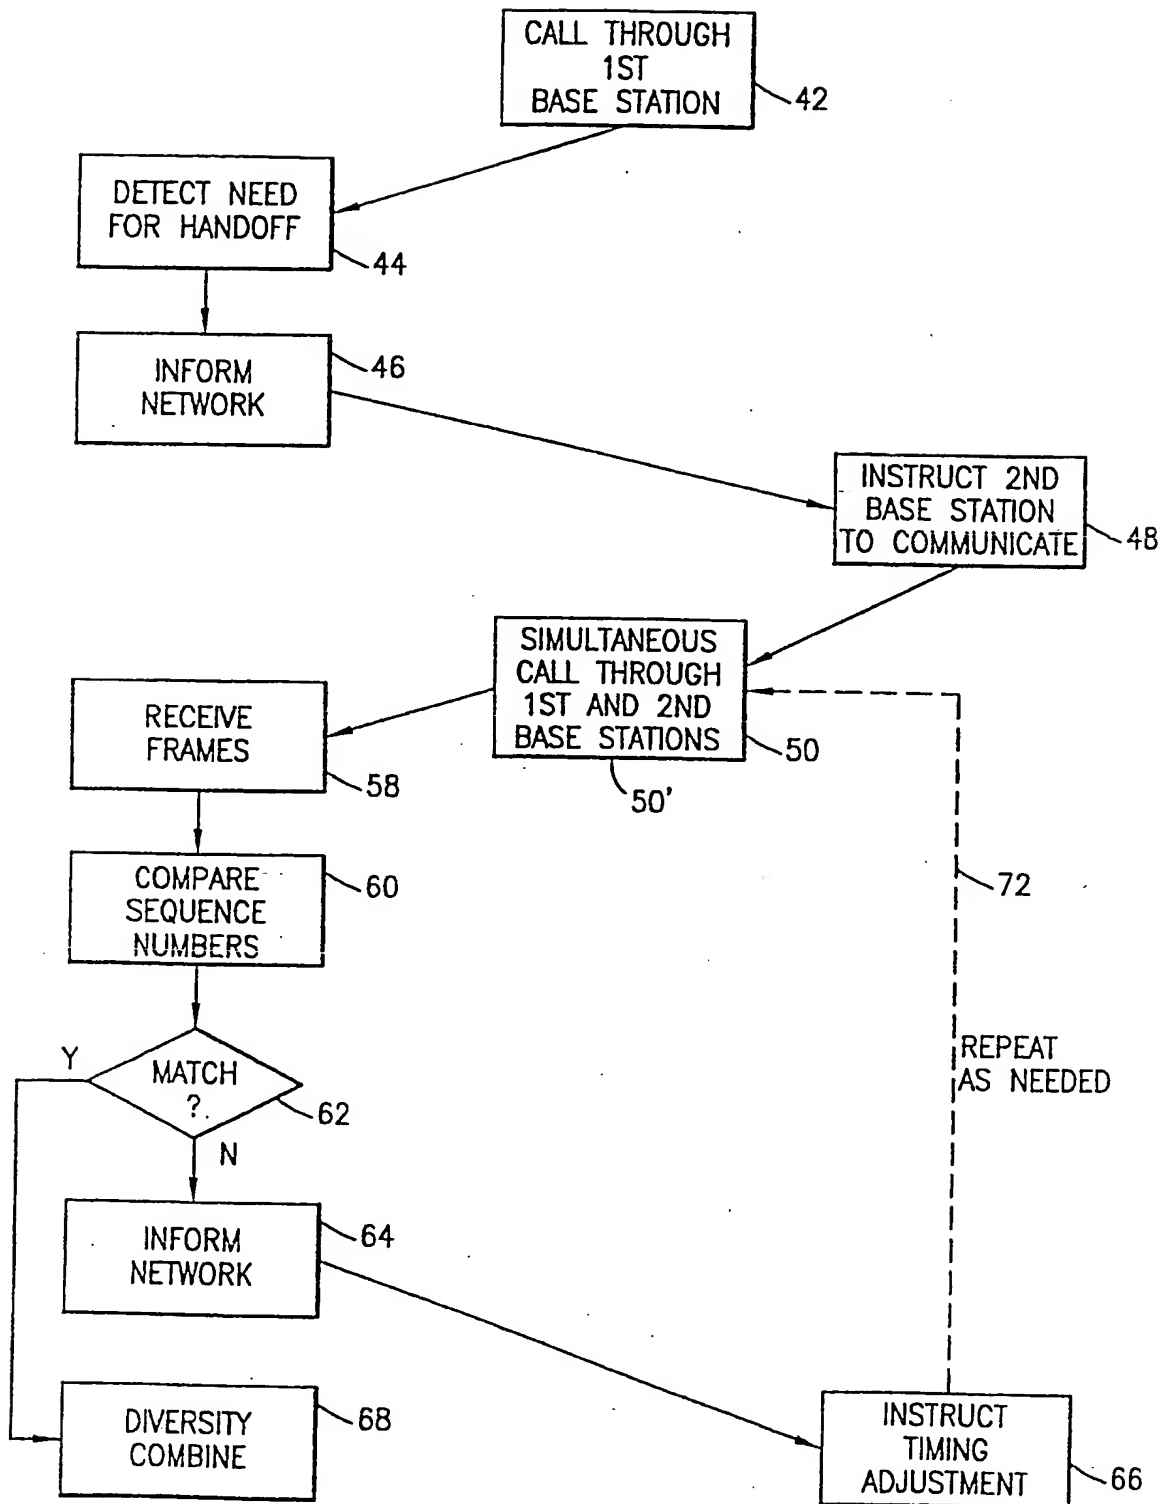 CALL THROUGH
1ST
BASE STATION
42
DETECT NEED
FOR HANDOFF
44
INFORM
NETWORK
46
INSTRUCT 2ND
BASE STATION
TO COMMUNICATE
48
SIMULTANEOUS
CALL THROUGH
1ST AND 2ND
BASE STATIONS
50
50'
RECEIVE
FRAMES
58
COMPARE
SEQUENCE
NUMBERS
60
72
REPEAT
AS NEEDED
Y
MATCH
?
62
N
INFORM
NETWORK
64
DIVERSITY
COMBINE
68
INSTRUCT
TIMING
ADJUSTMENT
66